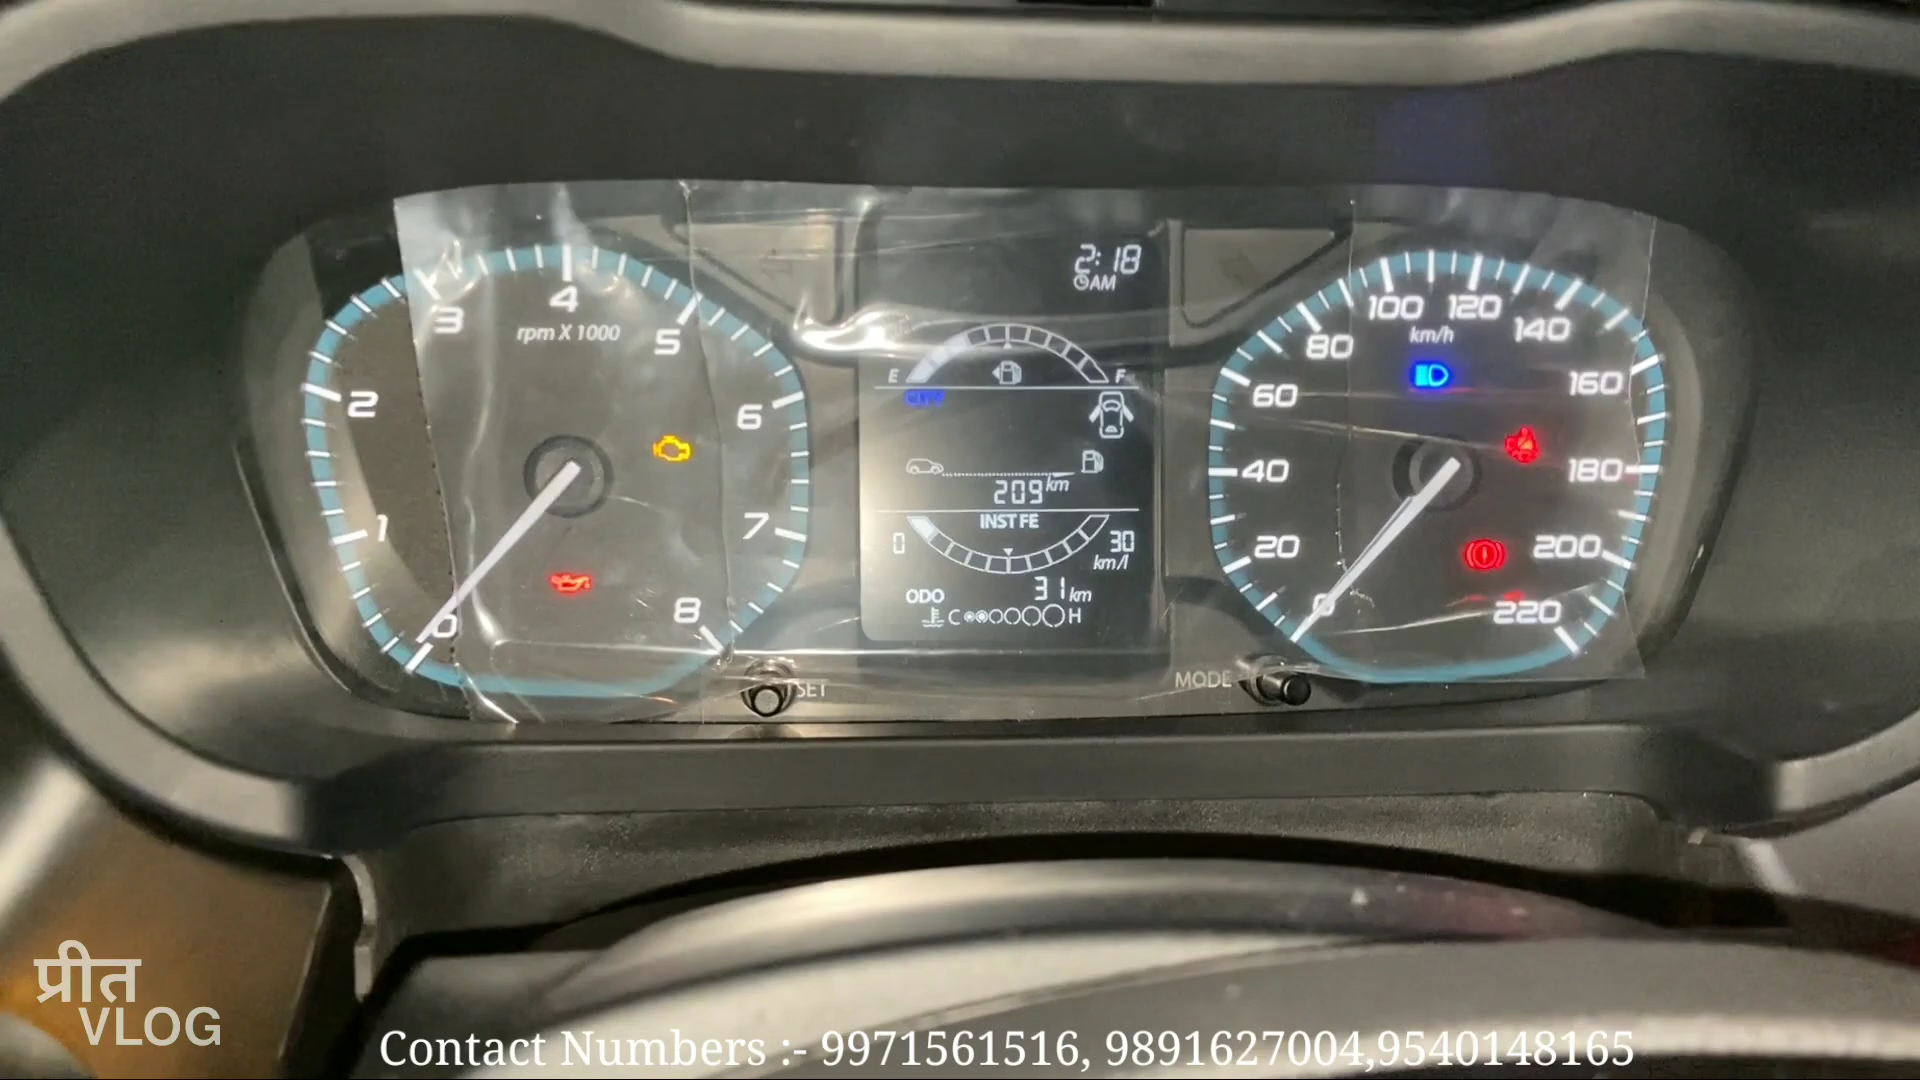 2:18
AM
3
4
5
rpm X 1000
2
6
1
7
0
8
E
F
CITY
209 km
INST FE
0
30
km/l
ODO
31 km
C
H
SET
MODE
100
120
80
km/h
140
60
160
40
180
20
200
0
220
प्रीत
VLOG
Contact Numbers :- 9971561516, 9891627004,9540148165